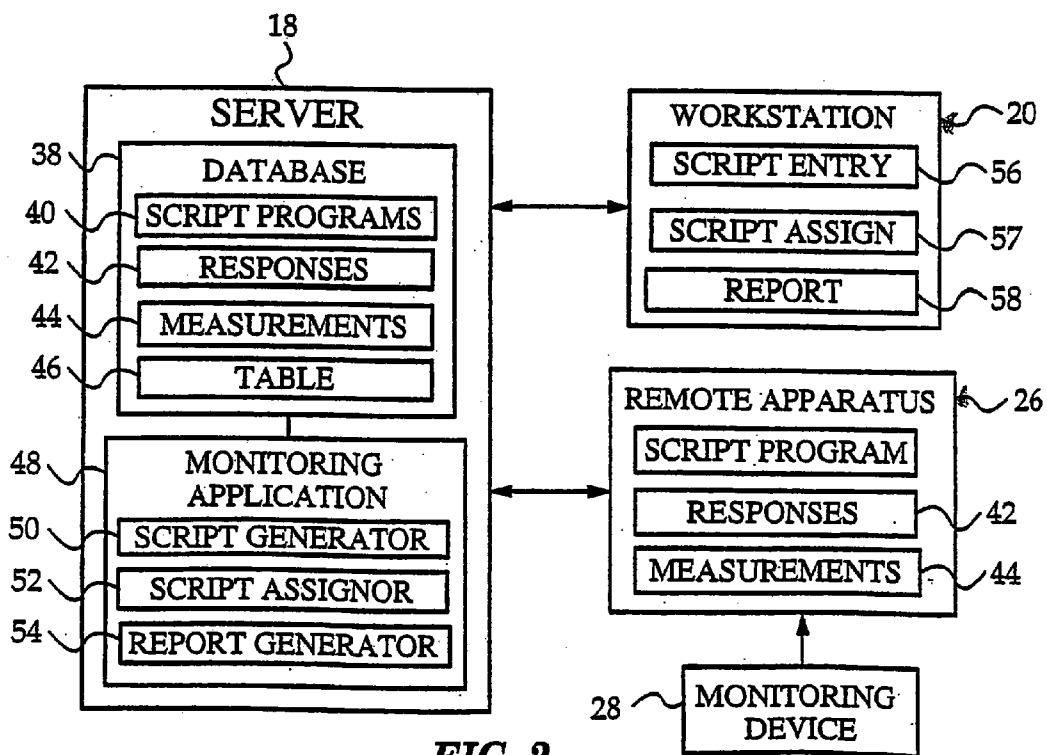 18
SERVER
38
DATABASE
40
SCRIPT PROGRAMS
42
RESPONSES
44
MEASUREMENTS
46
TABLE
48
MONITORING
APPLICATION
50
SCRIPT GENERATOR
52
SCRIPT ASSIGNOR
54
REPORT GENERATOR
WORKSTATION
20
SCRIPT ENTRY
56
SCRIPT ASSIGN
57
REPORT
58
REMOTE APPARATUS
26
SCRIPT PROGRAM
RESPONSES
42
MEASUREMENTS
44
28
MONITORING
DEVICE